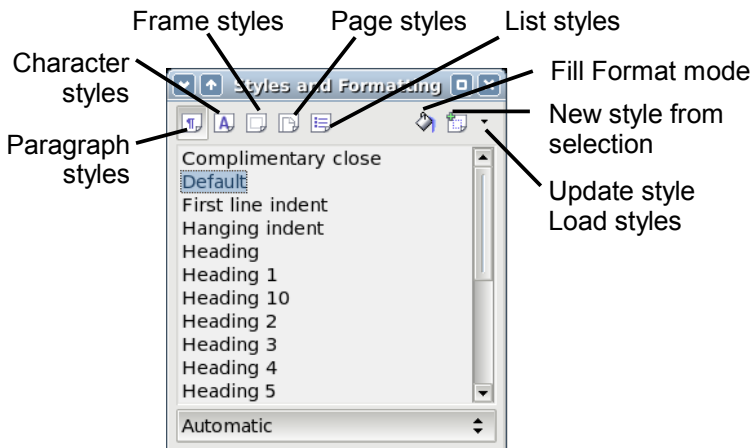 Frame styles
Page styles
List styles
Character
styles
Fill Format mode
Styles and Formatting
New style from
selection
Paragraph
styles
Update style
Load styles
Complimentary close
Default
First line indent
Hanging indent
Heading
Heading 1
Heading 10
Heading 2
Heading 3
Heading 4
Heading 5
Automatic